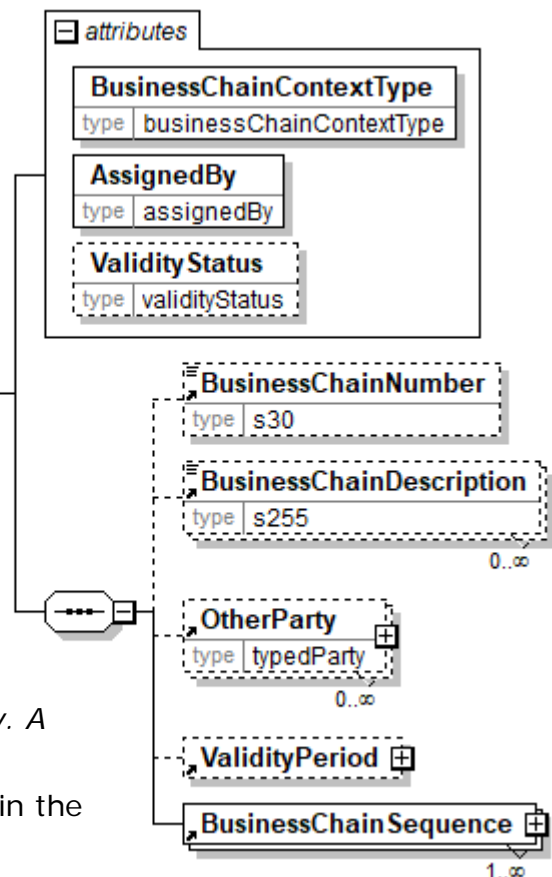 attributes
BusinessChainContextType
type businessChainContextType
AssignedBy
type assignedBy
ValidityStatus
type validityStatus
BusinessChainNumber
type s30
BusinessChainDescription
type s255
0..∞
OtherParty
type typedParty
0..∞
y. A
ValidityPeriod
in the
BusinessChainSequence
1..∞